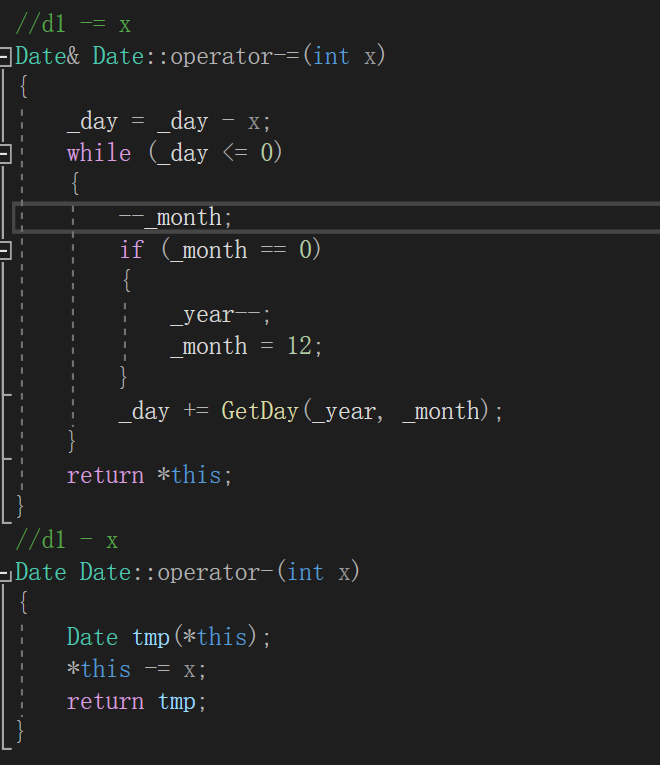 //d1 -= x
Date& Date::operator-=(int x)
{
    _day = _day - x;
    while (_day <= 0)
    {
        --_month;
        if (_month == 0)
        {
            _year--;
            _month = 12;
        }
        _day += GetDay(_year, _month);
    }
    return *this;
}
//d1 - x
Date Date::operator-(int x)
{
    Date tmp(*this);
    *this -= x;
    return tmp;
}